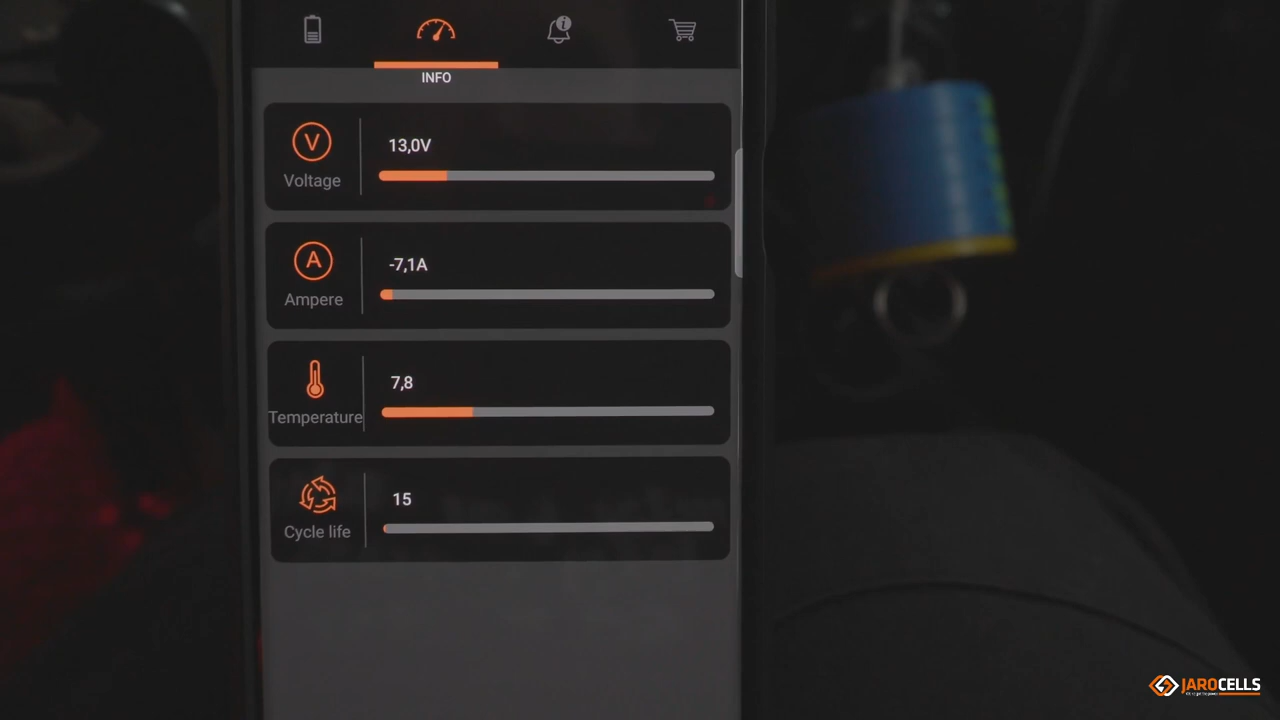 INFO
V
13,0V
Voltage
A
-7,1A
Ampere
7,8
Temperature
15
Cycle life
JAROCELLS